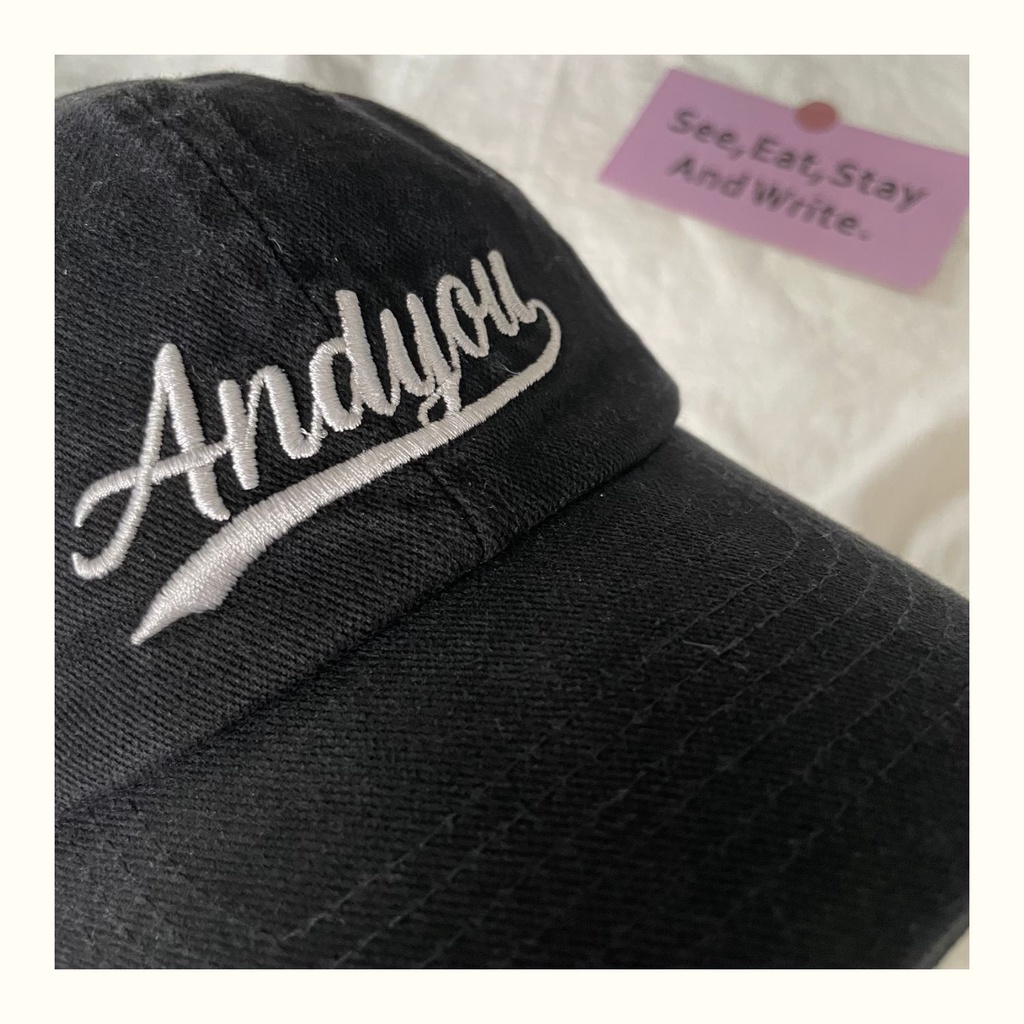 Andyou
See, Eat, Stay
And Write.